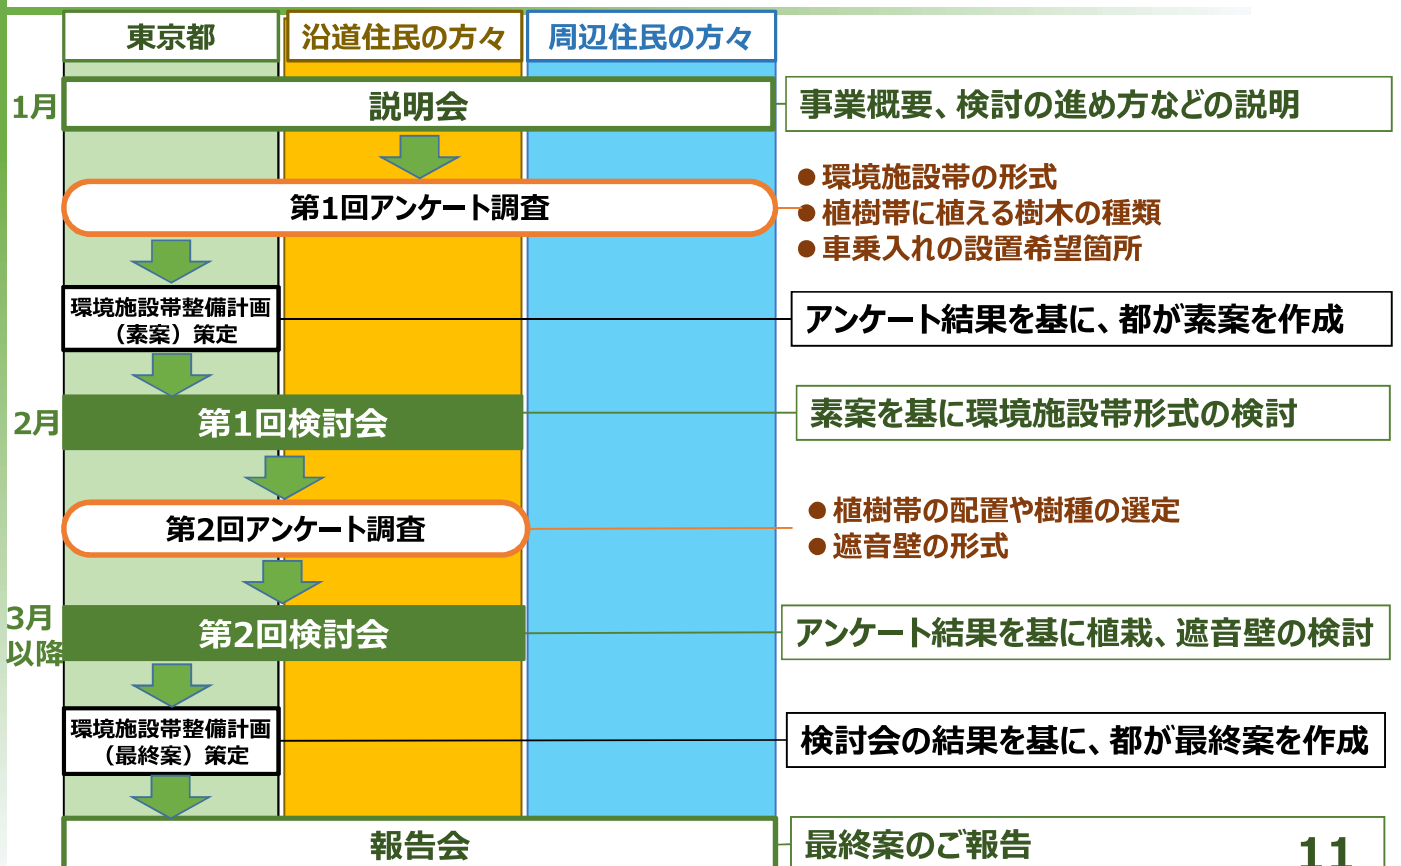 東京都
沿道住民の方々
周辺住民の方々
1月
説明会
事業概要、検討の進め方などの説明
第1回アンケート調査
●環境施設帯の形式
●植樹帯に植える樹木の種類
●車乗入れの設置希望箇所
環境施設帯整備計画
（素案）策定
アンケート結果を基に、都が素案を作成
2月
第1回検討会
素案を基に環境施設帯形式の検討
第2回アンケート調査
●植樹帯の配置や樹種の選定
●遮音壁の形式
3月
以降
第2回検討会
アンケート結果を基に植栽、遮音壁の検討
環境施設帯整備計画
（最終案）策定
検討会の結果を基に、都が最終案を作成
報告会
最終案のご報告
11